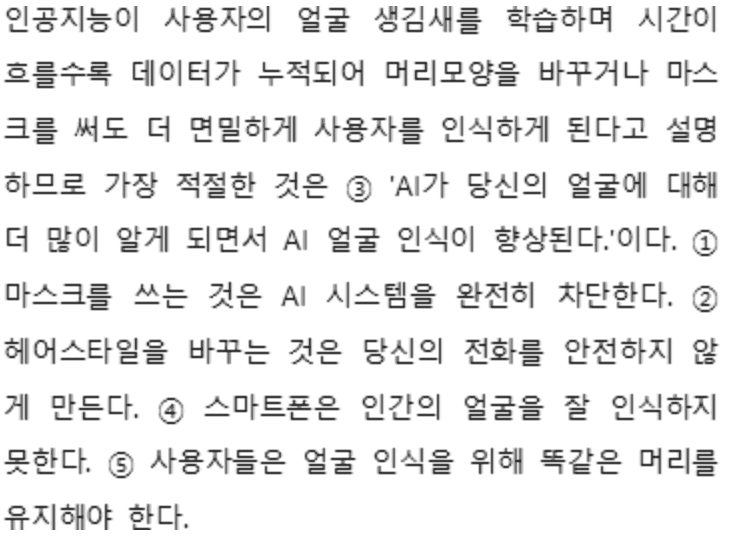 인공지능이 사용자의 얼굴 생김새를 학습하며 시간이
흐를수록 데이터가 누적되어 머리모양을 바꾸거나 마스
크를 써도 더 면밀하게 사용자를 인식하게 된다고 설명
하므로 가장 적절한 것은 ③ 'AI가 당신의 얼굴에 대해
더 많이 알게 되면서 AI 얼굴 인식이 향상된다.'이다. ①
마스크를 쓰는 것은 AI 시스템을 완전히 차단한다. ②
헤어스타일을 바꾸는 것은 당신의 전화를 안전하지 않
게 만든다. ④ 스마트폰은 인간의 얼굴을 잘 인식하지
못한다. ⑤ 사용자들은 얼굴 인식을 위해 똑같은 머리를
유지해야 한다.